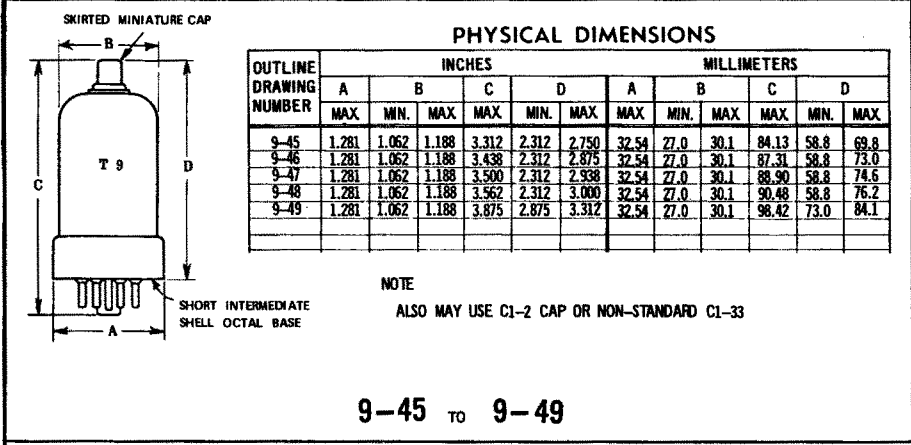 SKIRTED MINIATURE CAP
B
T 9
C
D
SHORT INTERMEDIATE
SHELL OCTAL BASE
A
PHYSICAL DIMENSIONS
OUTLINE DRAWING NUMBER INCHES MILLIMETERS
A B C D A B C D
MAX. MIN. MAX. MAX. MIN. MAX. MAX. MIN. MAX. MAX. MIN. MAX.
9-45 1.281 1.062 1.188 3.312 2.312 2.750 32.54 27.0 30.1 84.13 58.8 69.8
9-46 1.281 1.062 1.188 3.438 2.312 2.875 32.54 27.0 30.1 87.31 58.8 73.0
9-47 1.281 1.062 1.188 3.500 2.312 2.938 32.54 27.0 30.1 88.90 58.8 74.6
9-48 1.281 1.062 1.188 3.562 2.312 3.000 32.54 27.0 30.1 90.48 58.8 76.2
9-49 1.281 1.062 1.188 3.875 2.875 3.312 32.54 27.0 30.1 98.42 73.0 84.1
NOTE
ALSO MAY USE C1-2 CAP OR NON-STANDARD C1-33
9-45 TO 9-49